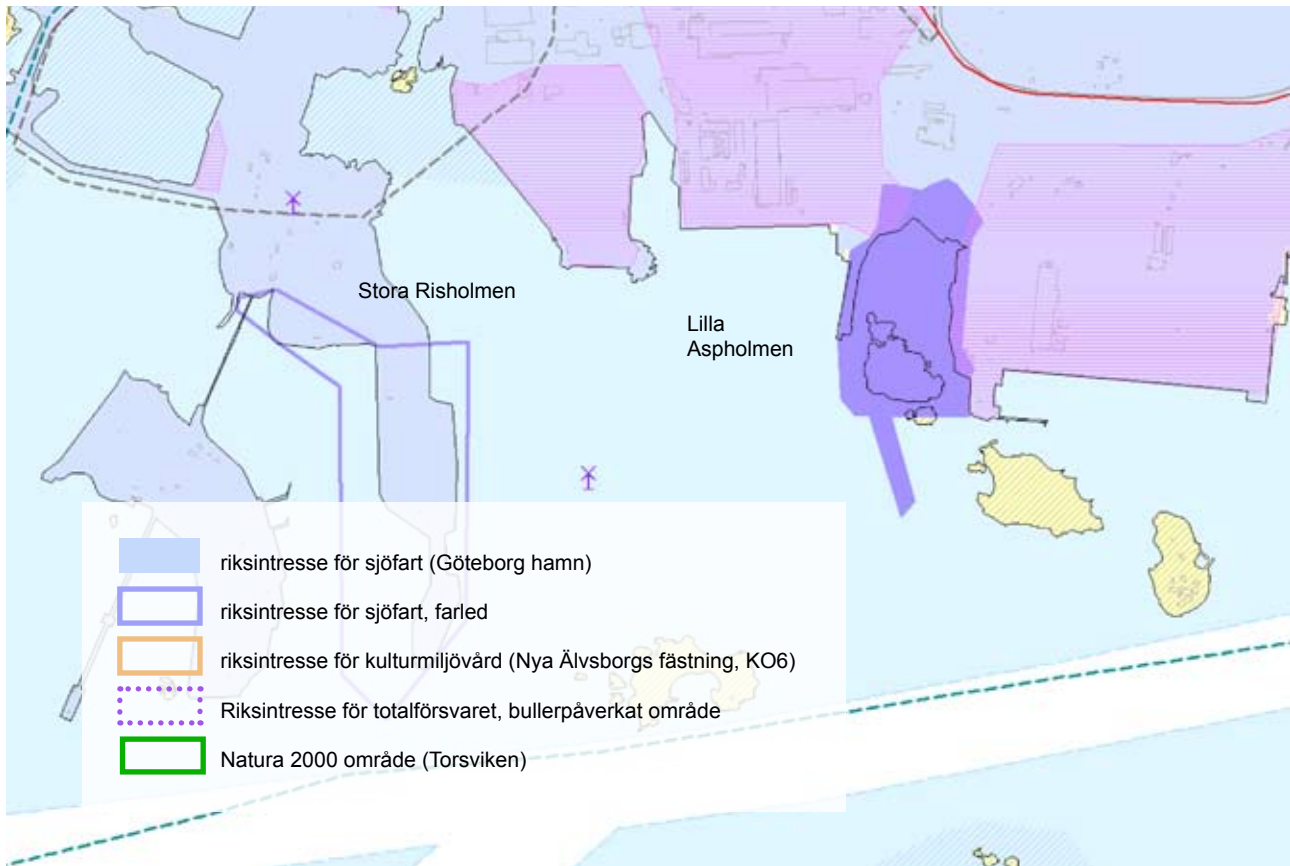 Stora Risholmen
Lilla
Aspholmen
riksintresse för sjöfart (Göteborg hamn)
riksintresse för sjöfart, farled
riksintresse för kulturmiljövård (Nya Älvsborgs fästning, KO6)
Riksintresse för totalförsvaret, bullerpåverkat område
Natura 2000 område (Torsviken)